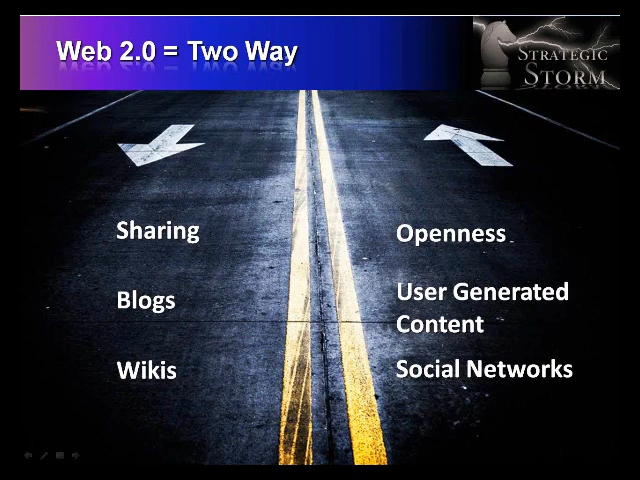 Web 2.0 = Two Way
STRATEGIC
STORM
Sharing
Openness
Blogs
User Generated
Content
Wikis
Social Networks